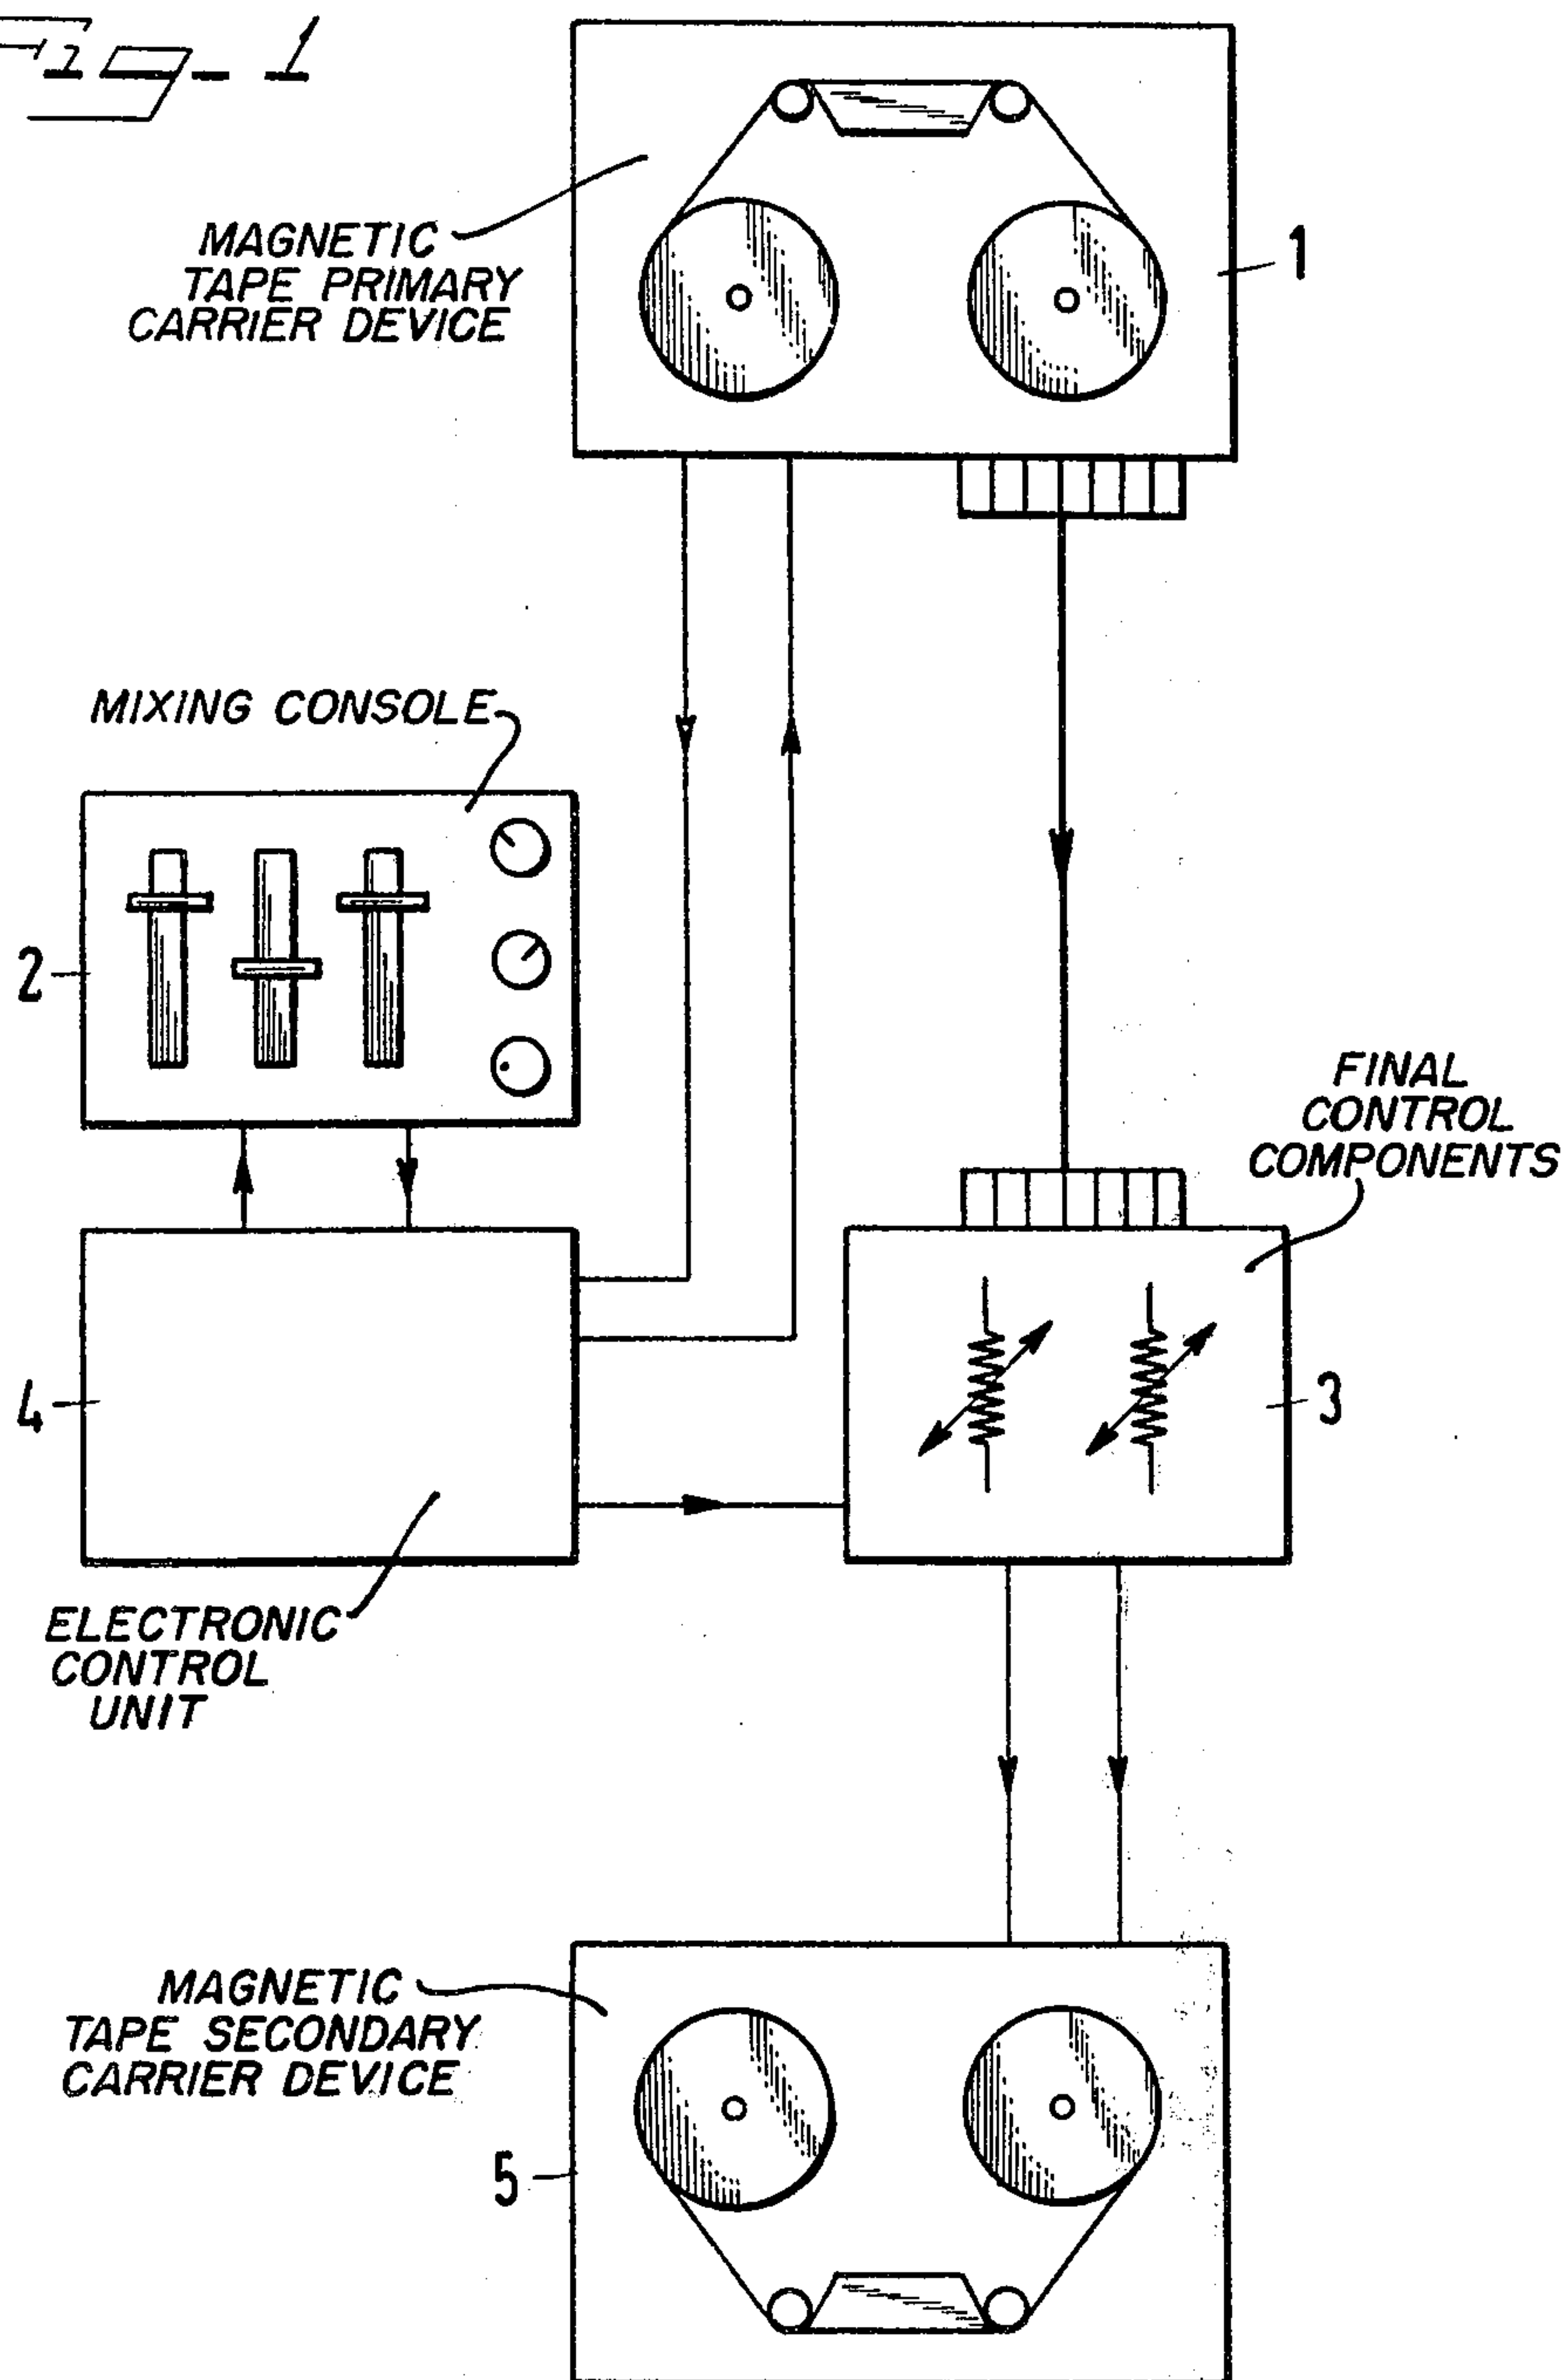 Fig-1
MAGNETIC
TAPE PRIMARY
CARRIER DEVICE
1
MIXING CONSOLE
2
FINAL
CONTROL
COMPONENTS
4
3
ELECTRONIC
CONTROL
UNIT
MAGNETIC
TAPE SECONDARY
CARRIER DEVICE
5